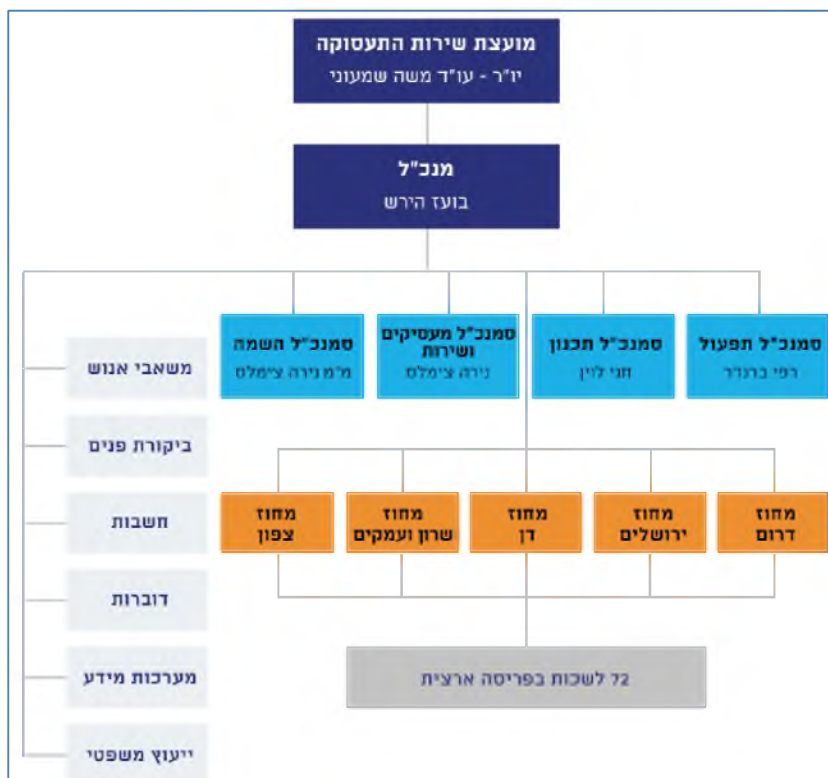 מועצת שירות התעסוקה
יו"ר - עו"ד משה שמעוני
מנכ"ל
בועז הירש
סמנכ"ל תפעול
רפי ברנדר
סמנכ"ל תכנון
חני לוין
סמנכ"ל מעסיקים
ושירות
נירה צימלס
סמנכ"ל השמה
מ"מ נירה צימלס
מחוז
דרום
מחוז
ירושלים
מחוז
דן
מחוז
שרון ועמקים
מחוז
צפון
72 לשכות בפריסה ארצית
משאבי אנוש
ביקורת פנים
חשבות
דוברות
מערכות מידע
ייעוץ משפטי